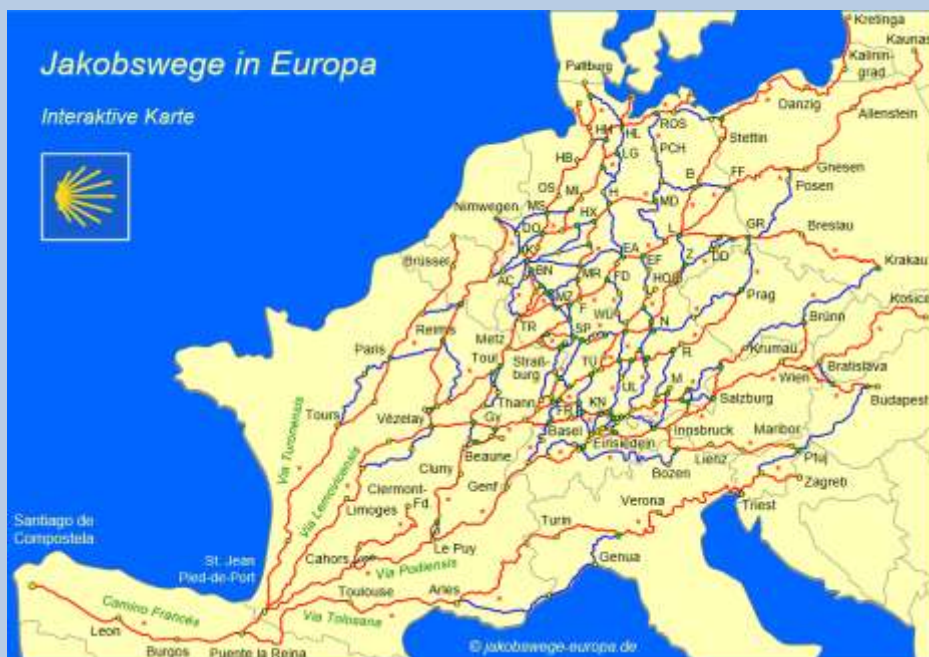 Jakobswege in Europa
Interaktive Karte
Kretinga
Kaunas
Kalinin-
grad
Pattburg
Danzig
Allenstein
HH
HL
ROS
Stettin
LG
PCH
HB
B
FF
Gnesen
Posen
OS
MI
H
MS
MD
Nimwegen
HX
DO
L
GR
Breslau
K
Z
DD
Brüssel
EA
EF
AC
BN
MR
FD
HO
Krakau
Kosice
MZ
F
WÜ
Prag
Reims
TR
SP
N
Brünn
Paris
Metz
Toul
Straß-
burg
TÜ
R
Krumau
Bratislava
Wien
UL
M
Budapest
Thann
KN
Salzburg
Tours
Vézelay
Gy
FR
Basel
Einsiedeln
Innsbruck
Maribor
Beaune
Lienz
Ptuj
Via Turonensis
Cluny
Bozen
Zagreb
Genf
Verona
Triest
Via Lemovicensis
Clermont-
Fd.
Limoges
Turin
Santiago de
Compostela
St. Jean
Pied-de-Port
Cahors
Le Puy
Genua
Via Podiensis
Toulouse
Arles
Camino Francés
Via Tolosana
Leon
Burgos
Puente la Reina
© jakobswege-europa.de